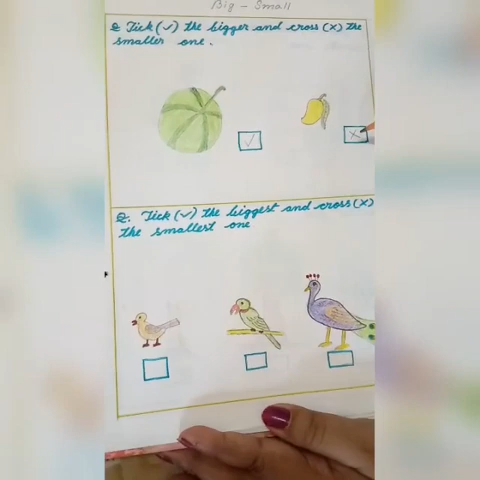 Big - Small
Q Tick (✓) the bigger and cross (x) the
smaller one.
Q. Tick (✓) the biggest and cross (x)
the smallest one